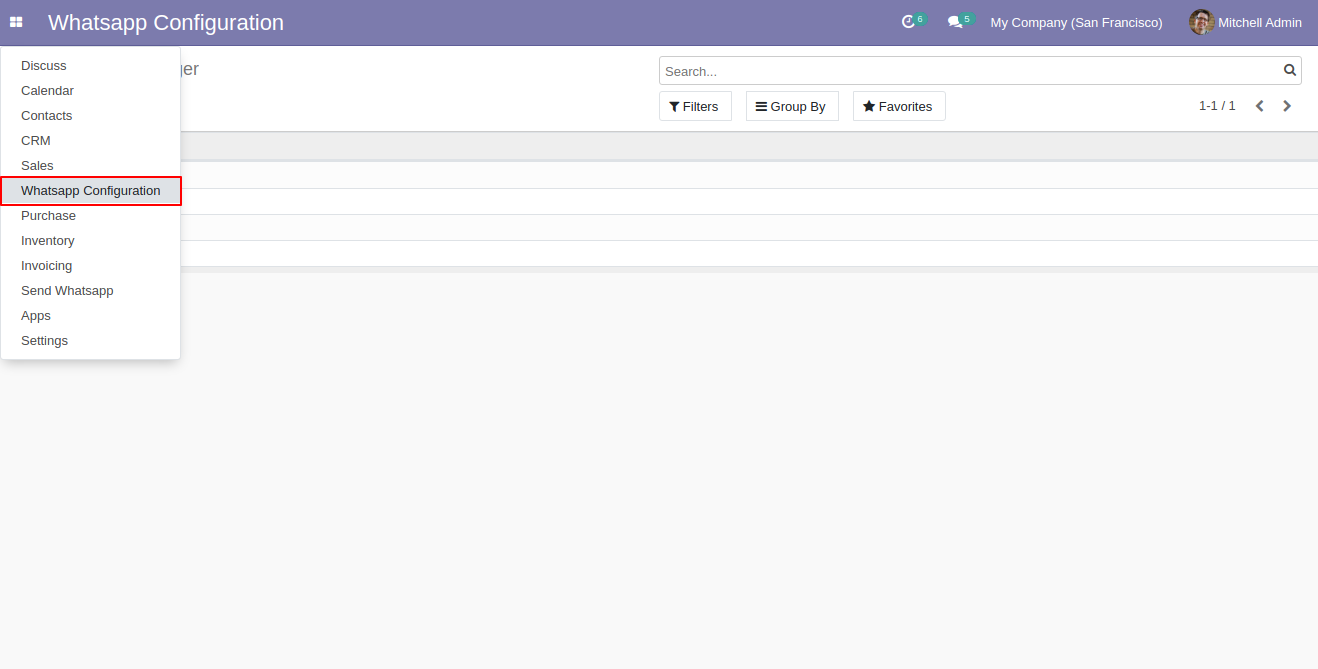 Whatsapp Configuration
6
5
My Company (San Francisco)
Mitchell Admin
Discuss
Calendar
Contacts
CRM
Sales
Whatsapp Configuration
Purchase
Inventory
Invoicing
Send Whatsapp
Apps
Settings
Search...
Filters
Group By
Favorites
1-1 / 1